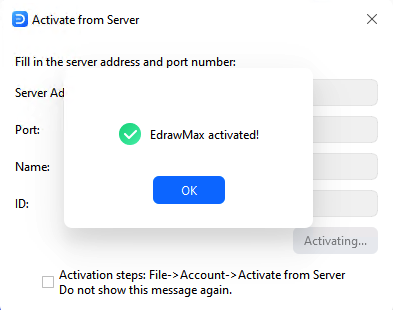 Activate from Server
Fill in the server address and port number:
Server Ad
EdrawMax activated!
Port:
Name:
OK
ID:
Activating...
Activation steps: File->Account->Activate from Server
Do not show this message again.